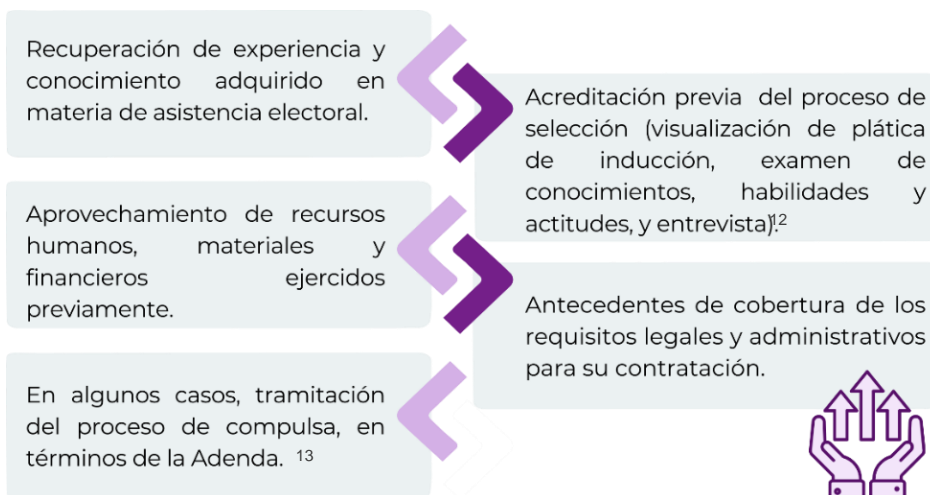 Recuperación de experiencia y
conocimiento adquirido en
materia de asistencia electoral.
Acreditación previa del proceso de
selección (visualización de plática
de inducción, examen de
conocimientos, habilidades y
actitudes, y entrevista).12
Aprovechamiento de recursos
humanos, materiales y
financieros ejercidos
previamente.
Antecedentes de cobertura de los
requisitos legales y administrativos
para su contratación.
En algunos casos, tramitación
del proceso de compulsa, en
términos de la Adenda. 13